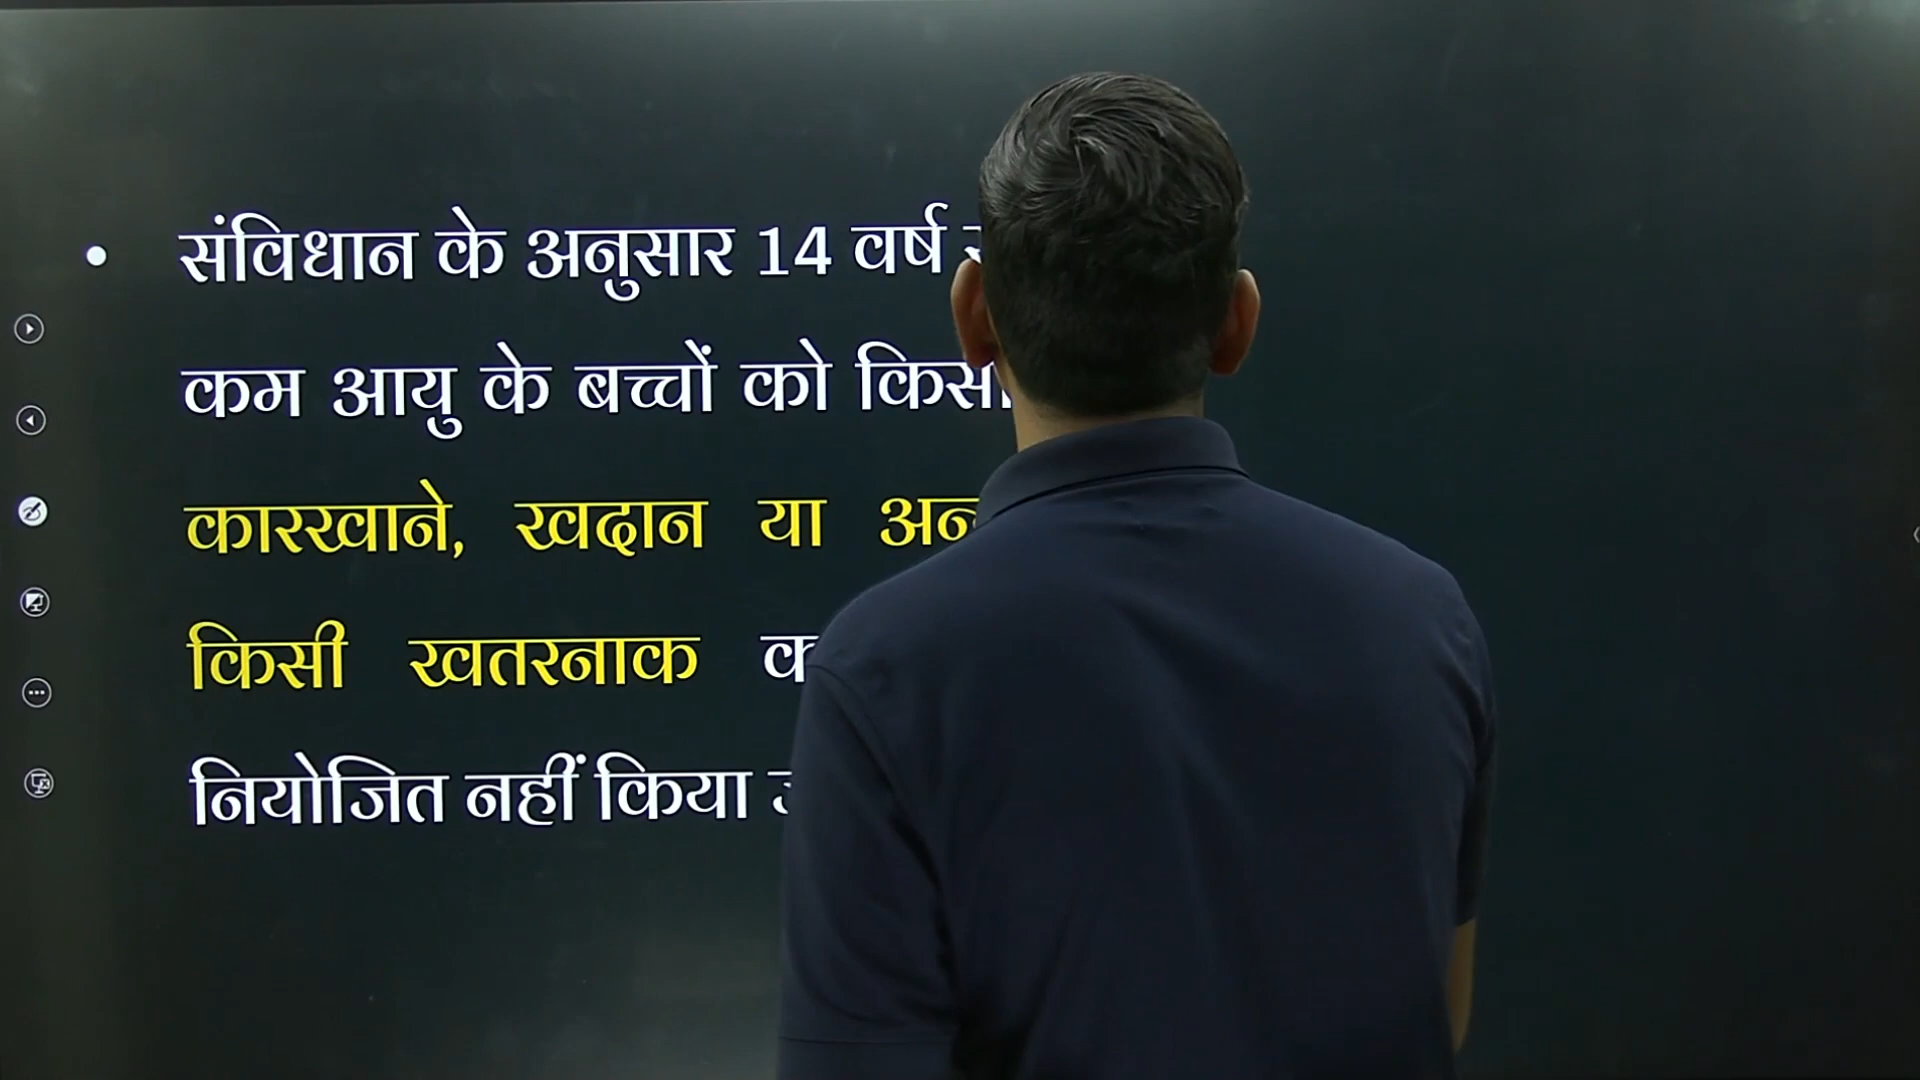 • संविधान के अनुसार 14 वर्ष
कम आयु के बच्चों को
कारखाने, खदान या
किसी खतरनाक
नियोजित नहीं किया